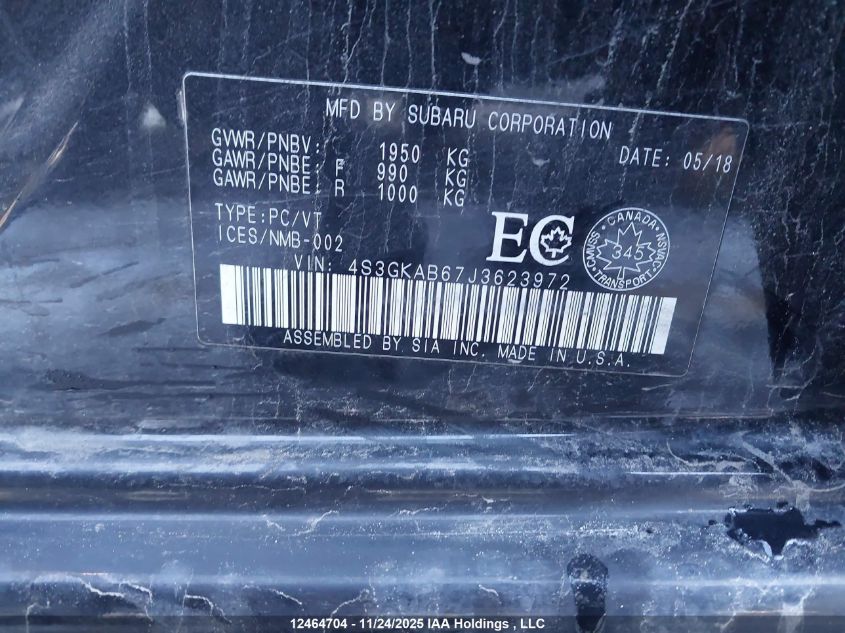 MFD BY SUBARU CORPORATION
GVWR/PNBV: 1950 KG DATE: 05/18
GAWR/PNBE: F 990 KG
GAWR/PNBE: R 1000 KG
TYPE:PC/VT
ICES/NMB-002
EC
CANADA
CMVSS NSVAC
345
TRANSPORT
VIN: 4S3GKAB67J3623972
ASSEMBLED BY SIA INC. MADE IN U.S.A.
12464704 - 11/24/2025 IAA Holdings , LLC